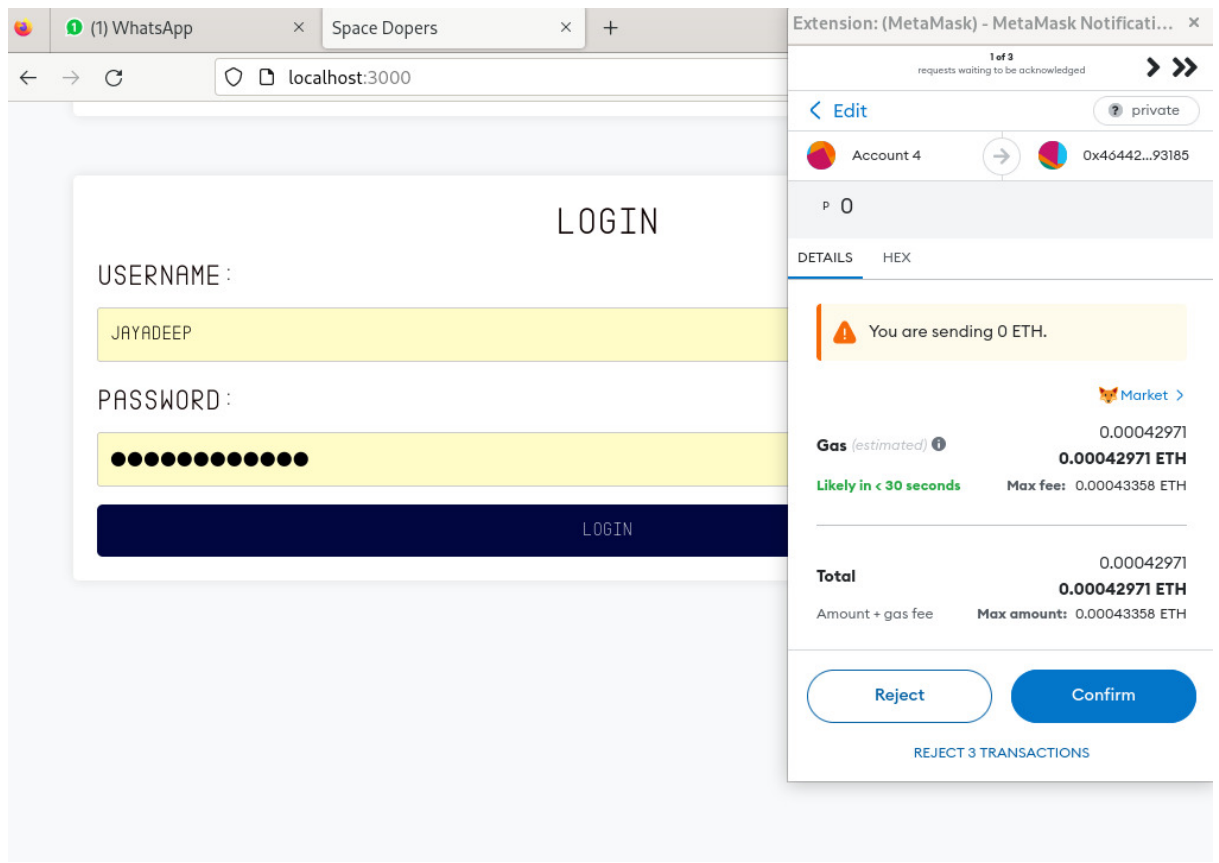 (1) WhatsApp
Space Dopers
localhost:3000
LOGIN
USERNAME:
JAYADEEP
PASSWORD:
●●●●●●●●●●●●
LOGIN
Extension: (MetaMask) - MetaMask Notificati...
1 of 3
requests waiting to be acknowledged
Edit
private
Account 4
0x46442...93185
P 0
DETAILS HEX
You are sending 0 ETH.
Market >
Gas (estimated) 0.00042971
0.00042971 ETH
Likely in < 30 seconds Max fee: 0.00043358 ETH
Total 0.00042971
0.00042971 ETH
Amount + gas fee Max amount: 0.00043358 ETH
Reject Confirm
REJECT 3 TRANSACTIONS